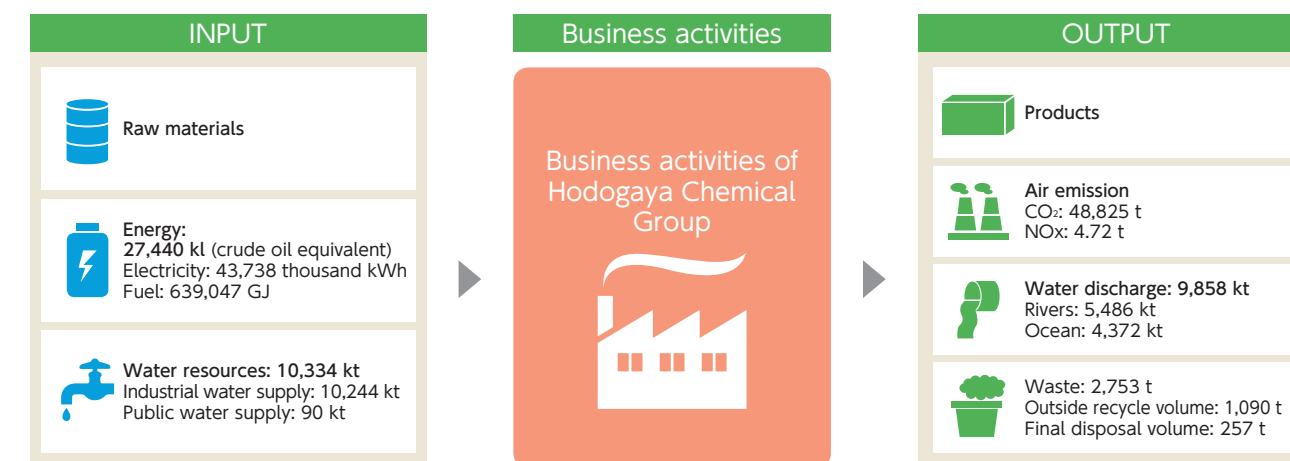 INPUT
Raw materials
Energy:
27,440 kl (crude oil equivalent)
Electricity: 43,738 thousand kWh
Fuel: 639,047 GJ
Water resources: 10,334 kt
Industrial water supply: 10,244 kt
Public water supply: 90 kt
Business activities
Business activities of
Hodogaya Chemical
Group
OUTPUT
Products
Air emission
CO₂: 48,825 t
NOx: 4.72 t
Water discharge: 9,858 kt
Rivers: 5,486 kt
Ocean: 4,372 kt
Waste: 2,753 t
Outside recycle volume: 1,090 t
Final disposal volume: 257 t